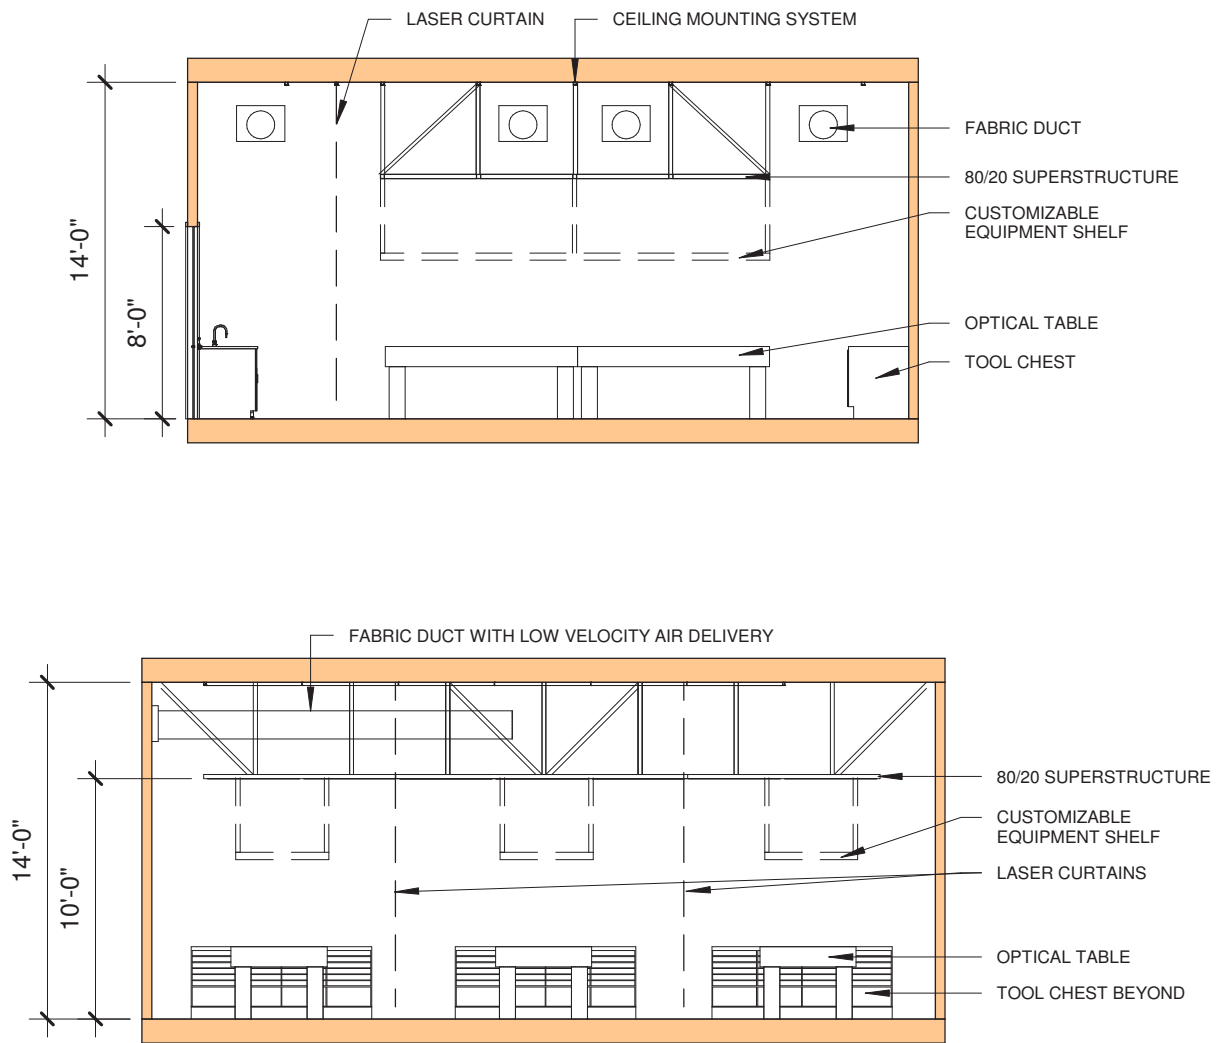 LASER CURTAIN
CEILING MOUNTING SYSTEM
FABRIC DUCT
80/20 SUPERSTRUCTURE
CUSTOMIZABLE
EQUIPMENT SHELF
OPTICAL TABLE
TOOL CHEST
14'-0"
8'-0"
FABRIC DUCT WITH LOW VELOCITY AIR DELIVERY
80/20 SUPERSTRUCTURE
CUSTOMIZABLE
EQUIPMENT SHELF
LASER CURTAINS
OPTICAL TABLE
TOOL CHEST BEYOND
14'-0"
10'-0"